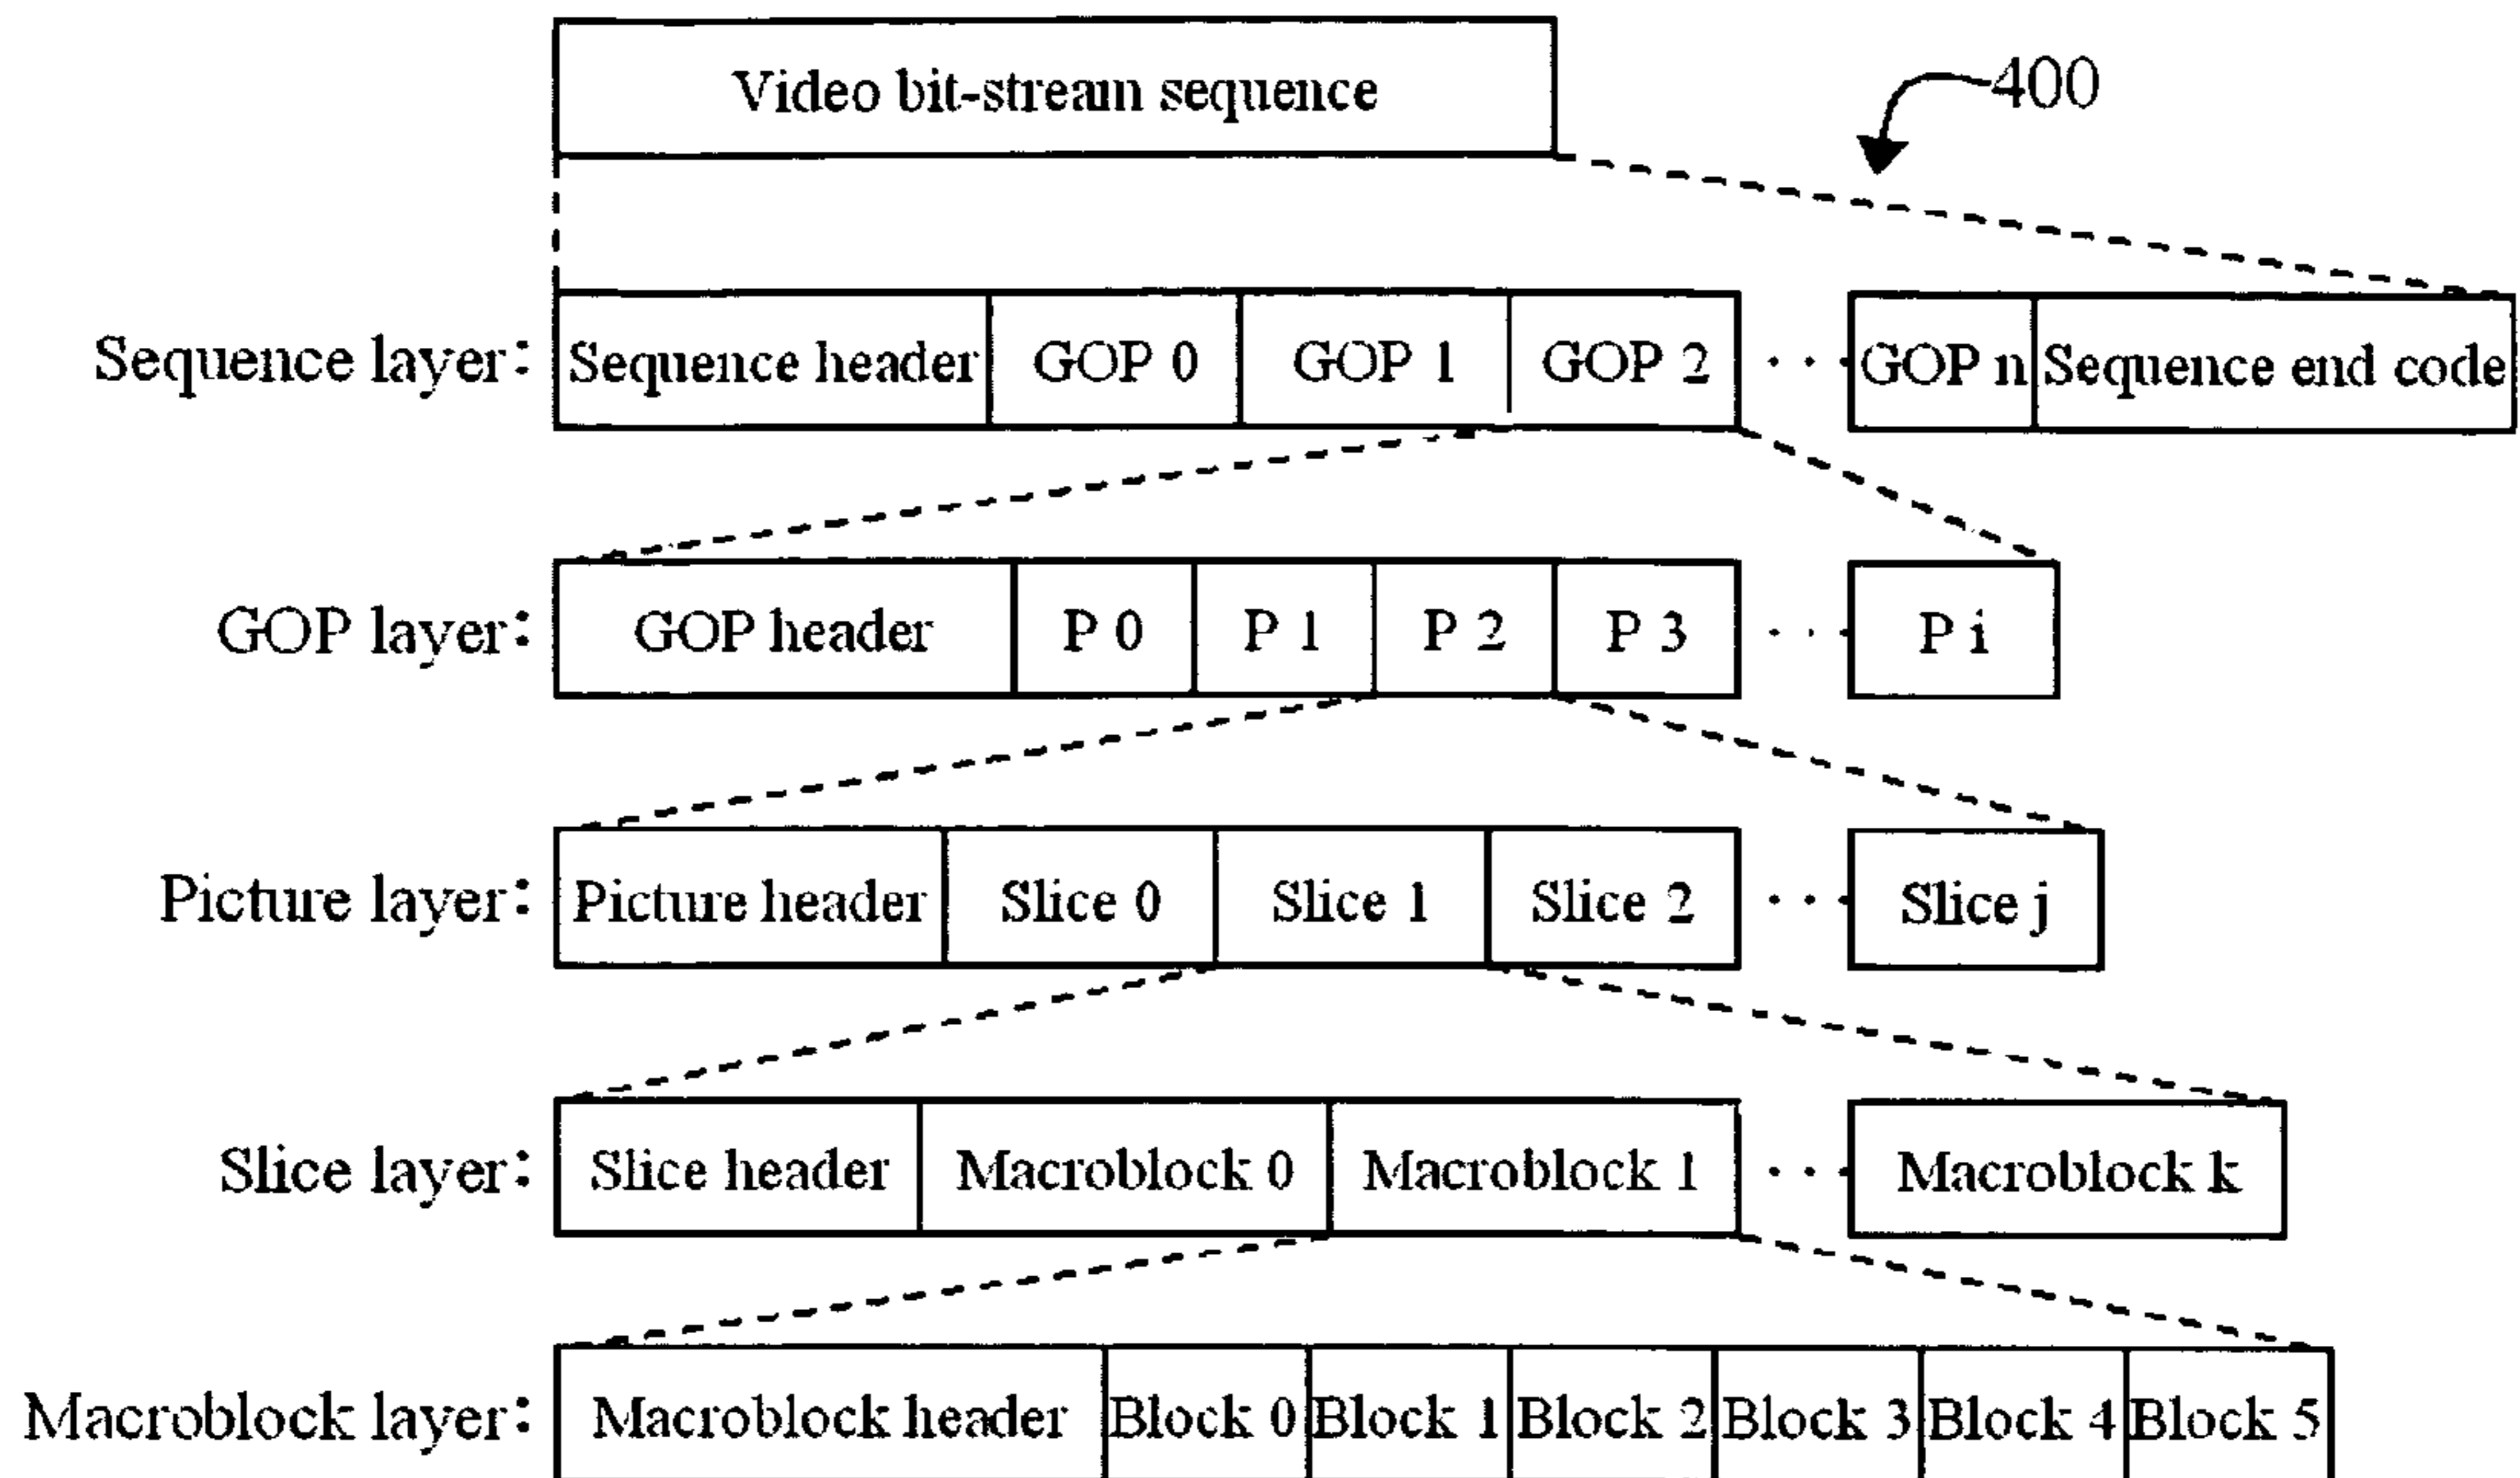 Video bit-stream sequence
400
Sequence layer: Sequence header GOP 0 GOP 1 GOP 2 ... GOP n Sequence end code
GOP layer: GOP header P 0 P 1 P 2 P 3 ... P i
Picture layer: Picture header Slice 0 Slice 1 Slice 2 ... Slice j
Slice layer: Slice header Macroblock 0 Macroblock 1 ... Macroblock k
Macroblock layer: Macroblock header Block 0 Block 1 Block 2 Block 3 Block 4 Block 5